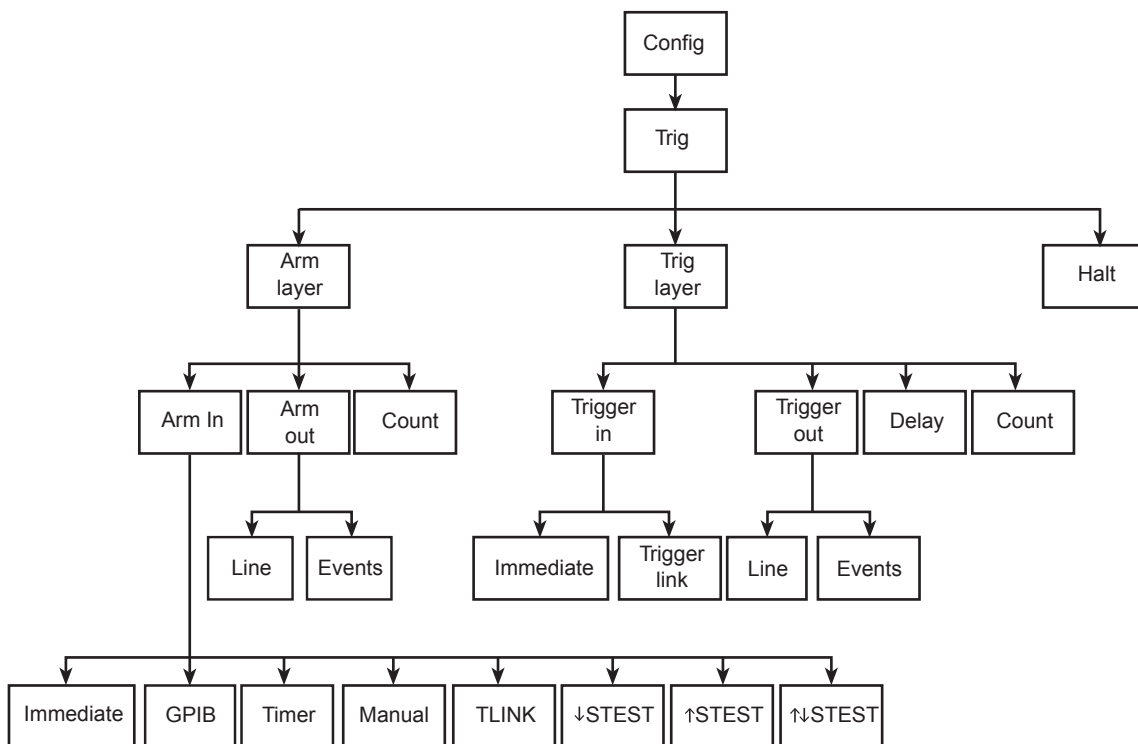 Config
Trig
Arm
layer
Trig
layer
Halt
Arm In
Arm
out
Count
Trigger
in
Trigger
out
Delay
Count
Line
Events
Immediate
Trigger
link
Line
Events
Immediate
GPIB
Timer
Manual
TLINK
↓STEST
↑STEST
↑↓STEST